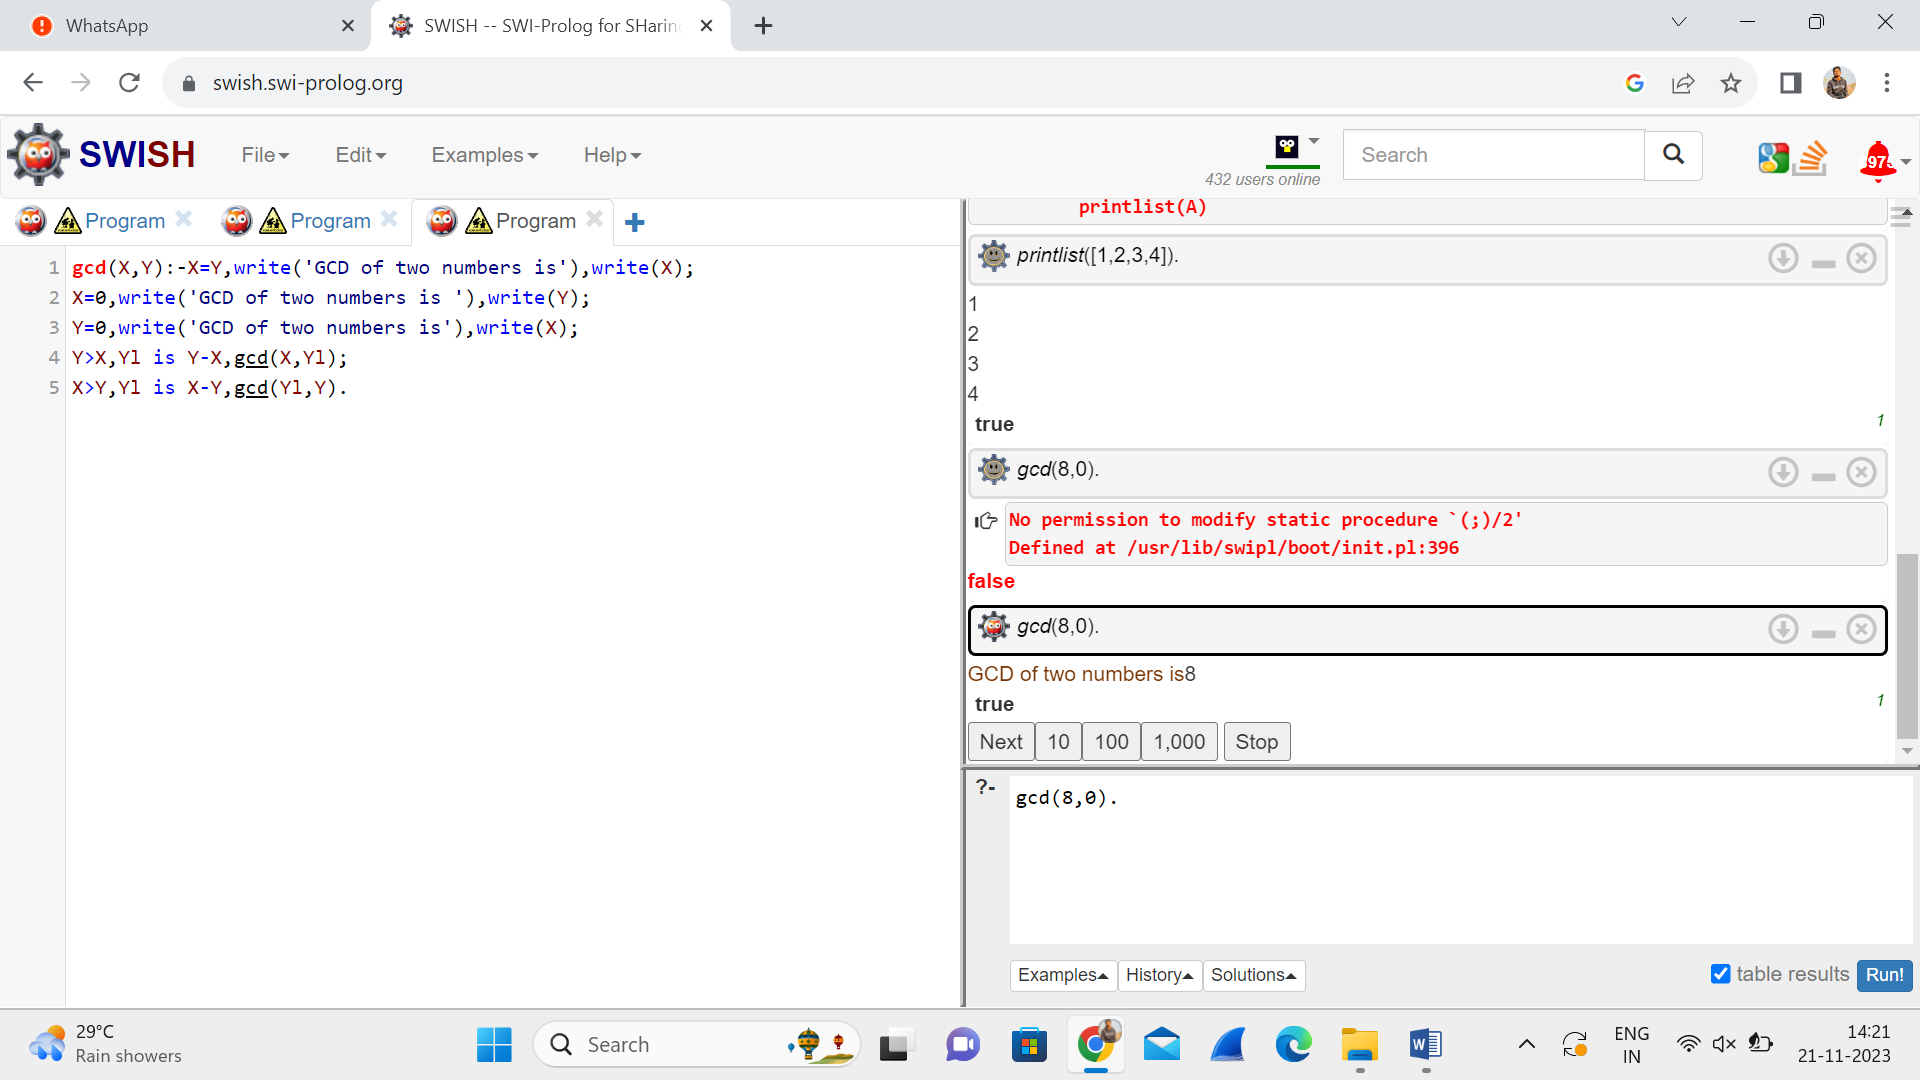 WhatsApp
SWISH -- SWI-Prolog for SHarin
swish.swi-prolog.org
SWISH
File
Edit
Examples
Help
432 users online
Search
Program
Program
Program
1 gcd(X,Y):-X=Y,write('GCD of two numbers is'),write(X);
2 X=0,write('GCD of two numbers is '),write(Y);
3 Y=0,write('GCD of two numbers is'),write(X);
4 Y>X,Yl is Y-X,gcd(X,Yl);
5 X>Y,Yl is X-Y,gcd(Yl,Y).
printlist(A)
printlist([1,2,3,4]).
1
2
3
4
true 1
gcd(8,0).
No permission to modify static procedure `(;)/2'
Defined at /usr/lib/swipl/boot/init.pl:396
false
gcd(8,0).
GCD of two numbers is8
true 1
Next 10 100 1,000 Stop
?- gcd(8,0).
Examples History Solutions
table results Run!
29°C
Rain showers
Search
ENG
IN
14:21
21-11-2023